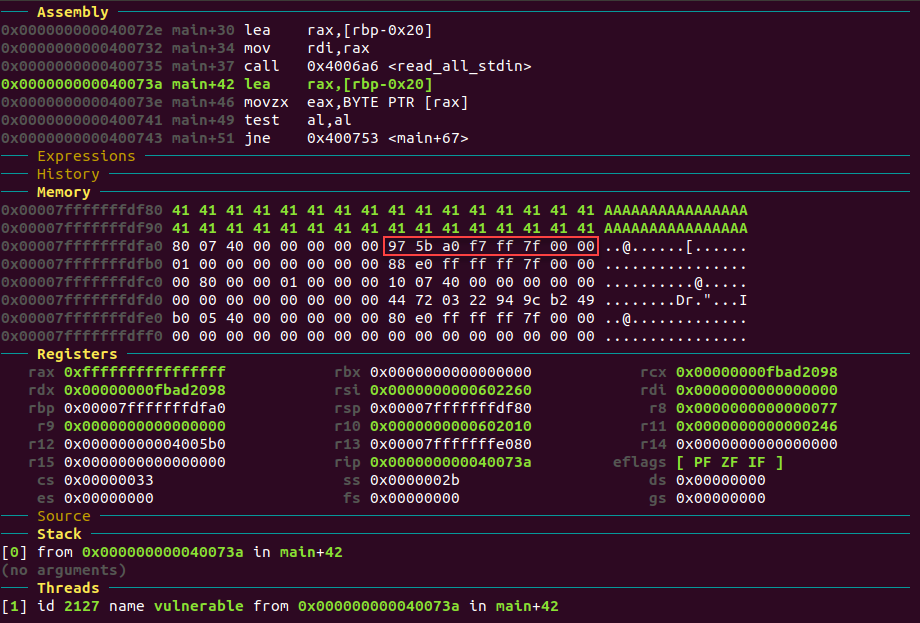 Assembly
0x000000000040072e main+30 lea    rax,[rbp-0x20]
0x0000000000400732 main+34 mov    rdi,rax
0x0000000000400735 main+37 call   0x4006a6 <read_all_stdin>
0x000000000040073a main+42 lea    rax,[rbp-0x20]
0x000000000040073e main+46 movzx  eax,BYTE PTR [rax]
0x0000000000400741 main+49 test   al,al
0x0000000000400743 main+51 jne    0x400753 <main+67>
Expressions
History
Memory
0x00007fffffffdf80 41 41 41 41 41 41 41 41 41 41 41 41 41 41 41 41 AAAAAAAAAAAAAAAA
0x00007fffffffdf90 41 41 41 41 41 41 41 41 41 41 41 41 41 41 41 41 AAAAAAAAAAAAAAAA
0x00007fffffffdfa0 80 07 40 00 00 00 00 00 97 5b a0 f7 ff 7f 00 00 ..@......[......
0x00007fffffffdfb0 01 00 00 00 00 00 00 00 88 e0 ff ff ff 7f 00 00 ................
0x00007fffffffdfc0 00 80 00 00 01 00 00 00 10 07 40 00 00 00 00 00 ..........@.....
0x00007fffffffdfd0 00 00 00 00 00 00 00 00 44 72 03 22 94 9c b2 49 ........Dr."...I
0x00007fffffffdfe0 b0 05 40 00 00 00 00 00 80 e0 ff ff ff 7f 00 00 ..@.............
0x00007fffffffdff0 00 00 00 00 00 00 00 00 00 00 00 00 00 00 00 00 ................
Registers
rax 0xffffffffffffffff rbx 0x0000000000000000 rcx 0x00000000fbad2098
rdx 0x00000000fbad2098 rsi 0x0000000000602260 rdi 0x0000000000000000
rbp 0x00007fffffffdfa0 rsp 0x00007fffffffdf80 r8 0x0000000000000077
r9 0x0000000000000000 r10 0x0000000000602010 r11 0x0000000000000246
r12 0x00000000004005b0 r13 0x00007fffffffe080 r14 0x0000000000000000
r15 0x0000000000000000 rip 0x000000000040073a eflags [ PF ZF IF ]
cs 0x00000033 ss 0x0000002b ds 0x00000000
es 0x00000000 fs 0x00000000 gs 0x00000000
Source
Stack
[0] from 0x000000000040073a in main+42
(no arguments)
Threads
[1] id 2127 name vulnerable from 0x000000000040073a in main+42